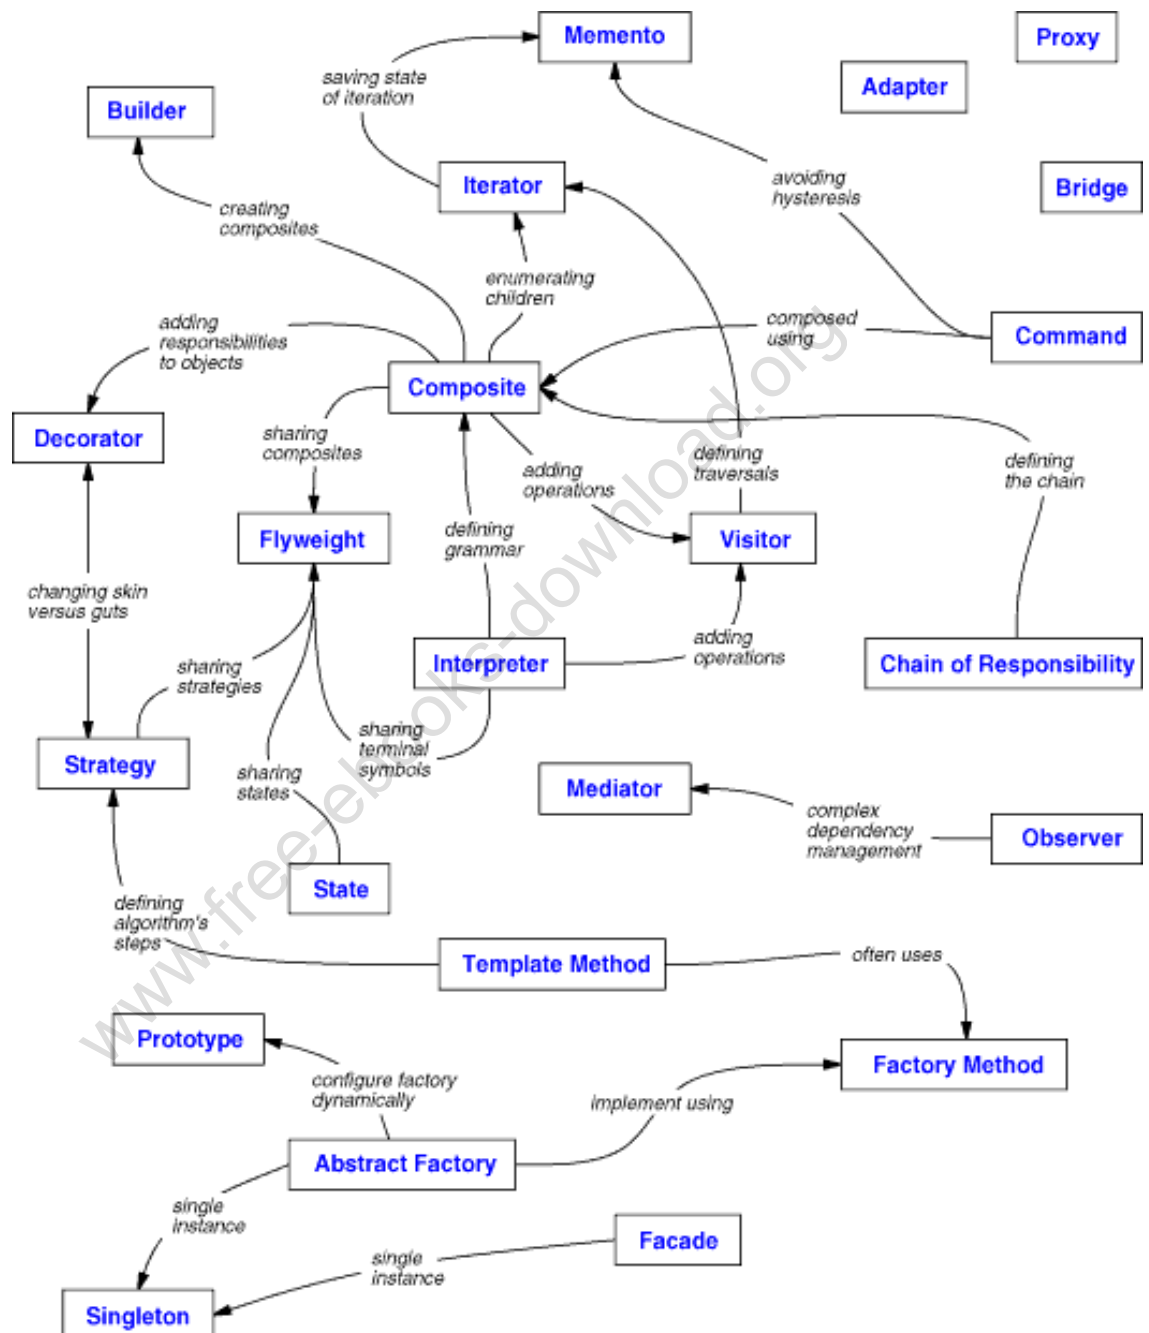 Memento
Proxy
saving state
of iteration
Adapter
Builder
Iterator
avoiding
hysteresis
Bridge
creating
composites
enumerating
children
adding
responsibilities
to objects
composed
using
Command
Composite
Decorator
sharing
composites
adding
operations
defining
traversals
defining
the chain
Flyweight
defining
grammar
Visitor
changing skin
versus guts
sharing
strategies
Interpreter
adding
operations
Chain of Responsibility
Strategy
sharing
states
sharing
terminal
symbols
Mediator
complex
dependency
management
Observer
State
defining
algorithm's
steps
Template Method
often uses
Prototype
configure factory
dynamically
implement using
Factory Method
Abstract Factory
single
instance
Facade
single
instance
Singleton
www.free-ebooks-download.org